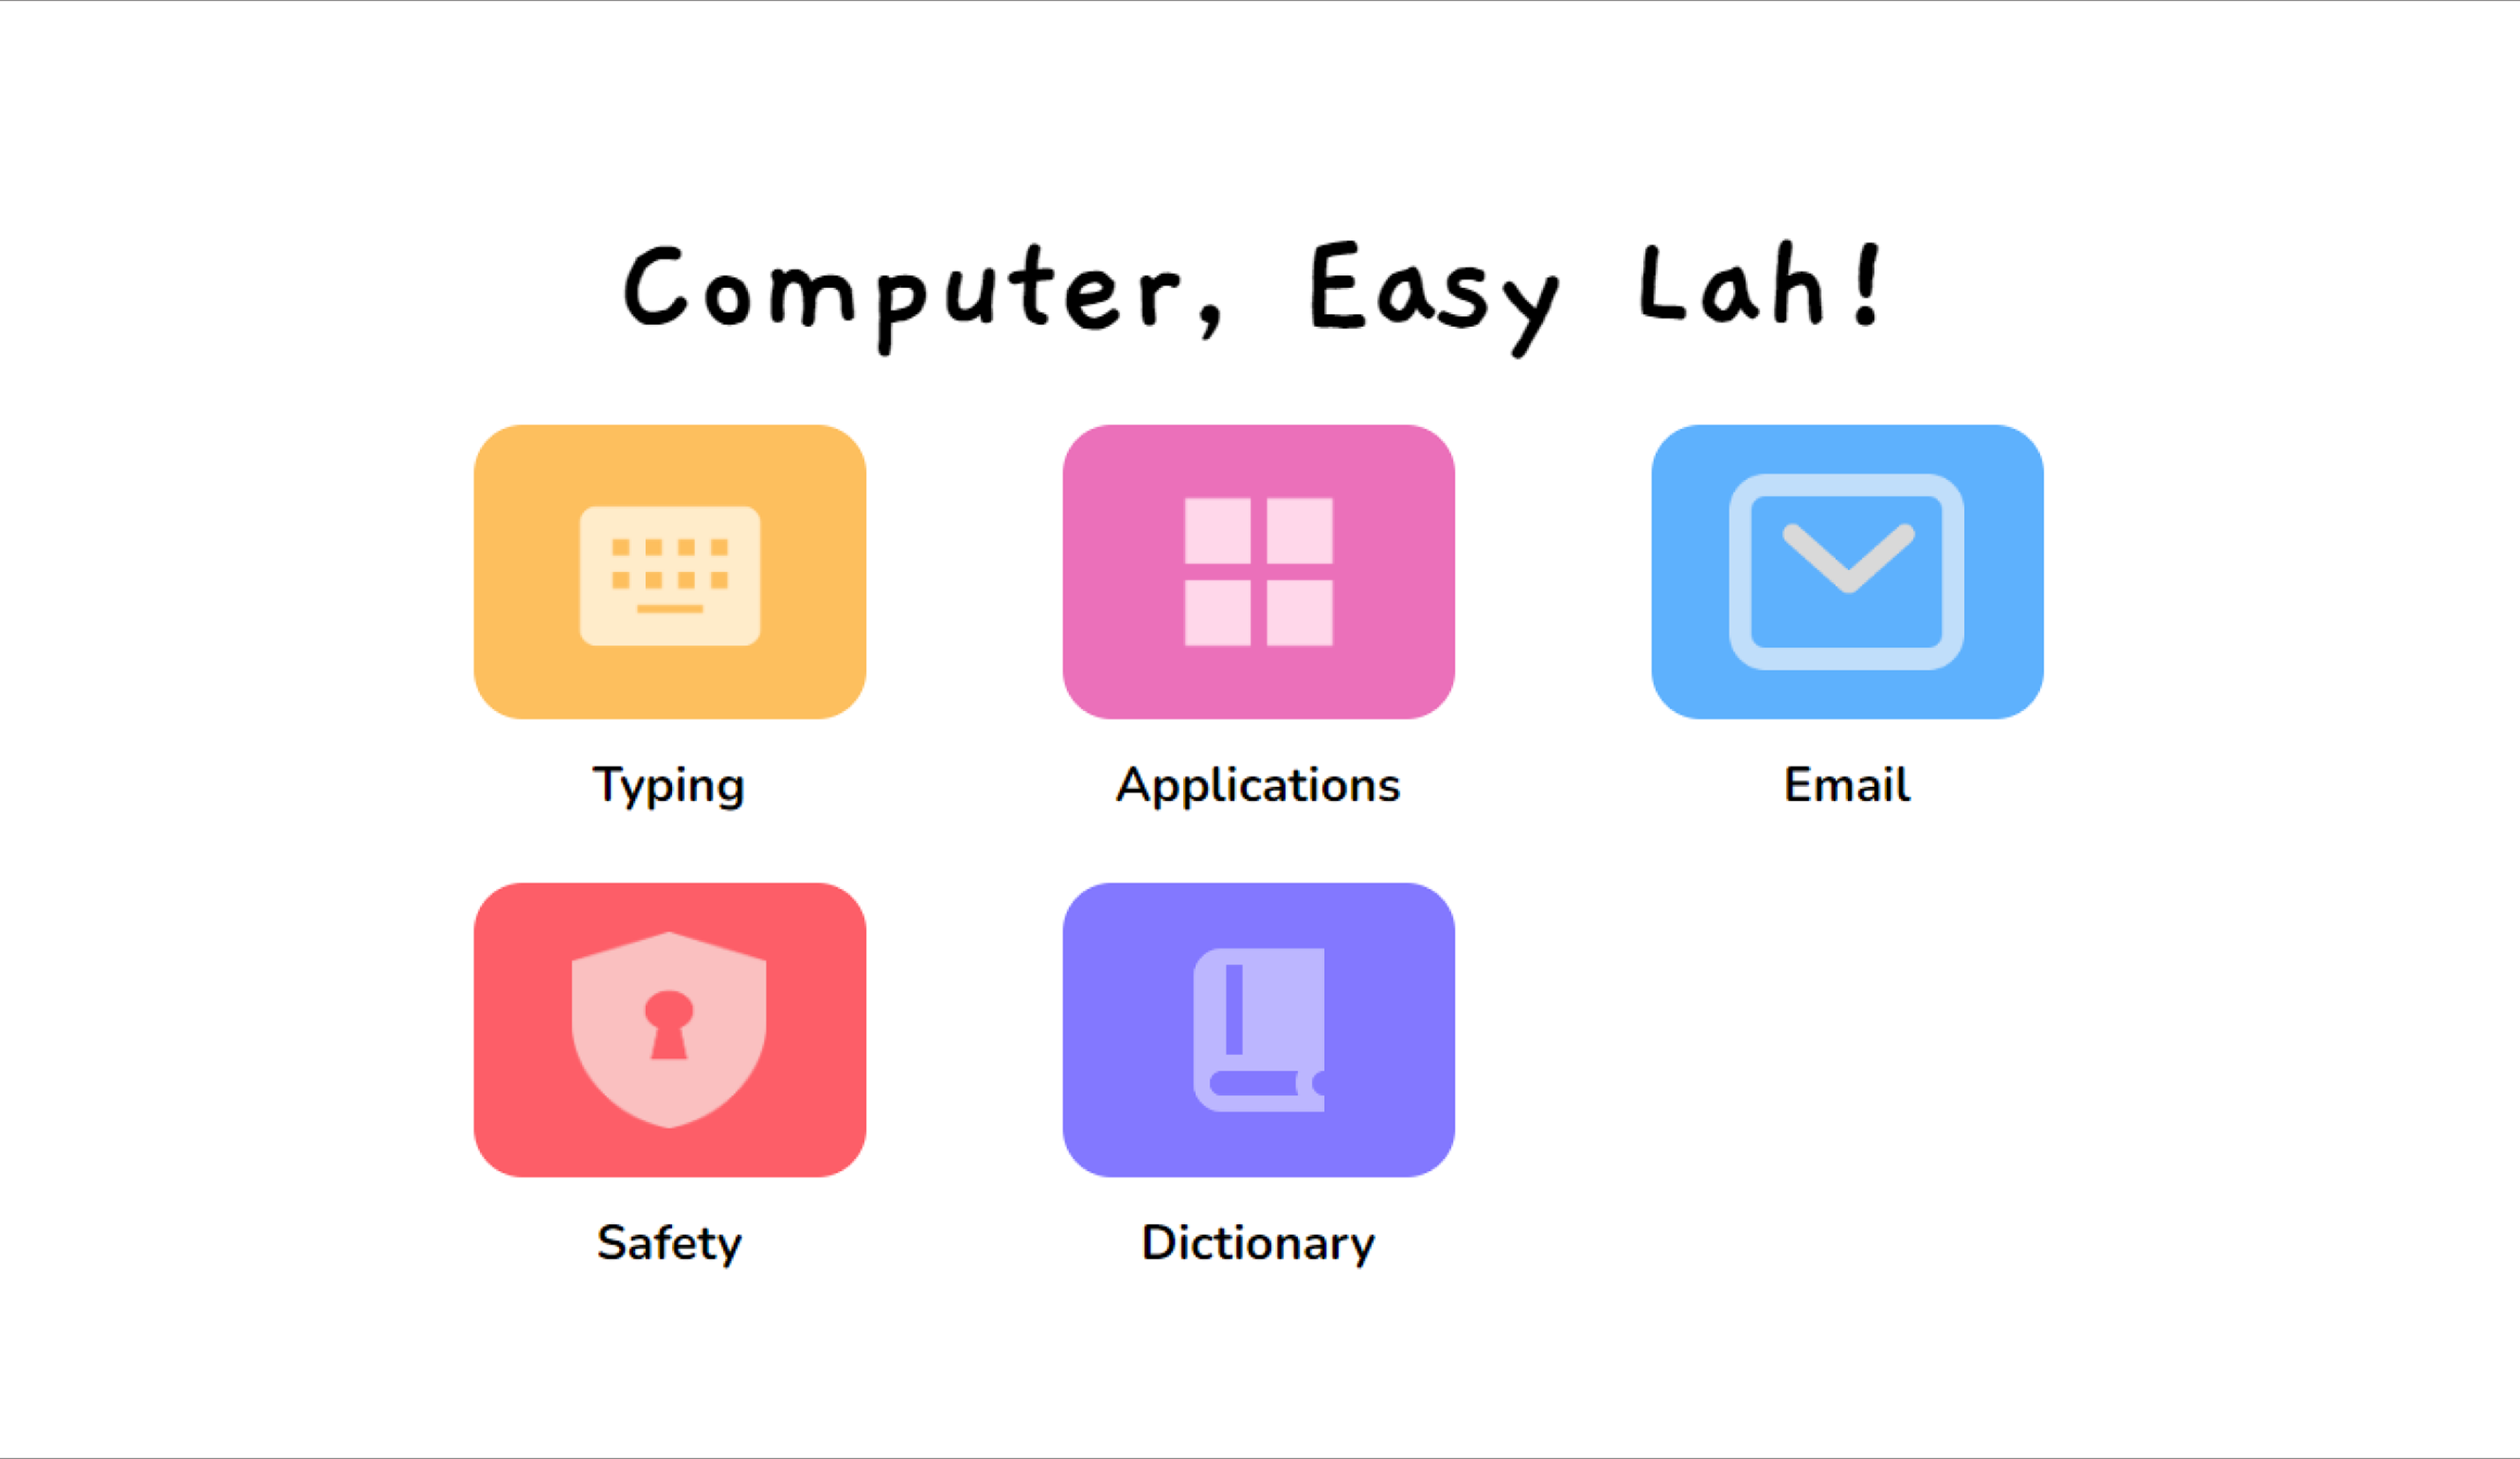 Computer, Easy Lah!
Typing
Applications
Email
Safety
Dictionary